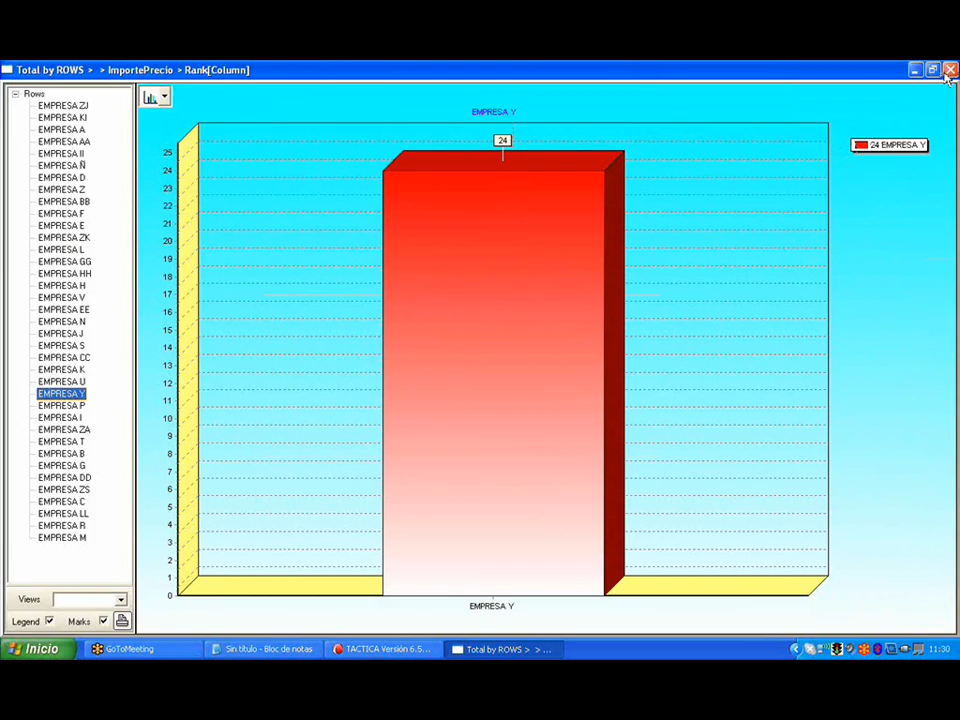 Total by ROWS > > ImportePrecio > Rank[Column]
Rows
EMPRESA ZJ
EMPRESA KI
EMPRESA A
EMPRESA AA
EMPRESA II
EMPRESA Ñ
EMPRESA D
EMPRESA Z
EMPRESA BB
EMPRESA F
EMPRESA E
EMPRESA ZK
EMPRESA L
EMPRESA GG
EMPRESA HH
EMPRESA H
EMPRESA V
EMPRESA EE
EMPRESA N
EMPRESA J
EMPRESA S
EMPRESA CC
EMPRESA K
EMPRESA U
EMPRESA Y
EMPRESA P
EMPRESA I
EMPRESA ZA
EMPRESA T
EMPRESA B
EMPRESA G
EMPRESA DD
EMPRESA ZS
EMPRESA C
EMPRESA LL
EMPRESA R
EMPRESA M
Views
Legend
Marks
EMPRESA Y
24
24 EMPRESA Y
25
24
23
22
21
20
19
18
17
16
15
14
13
12
11
10
9
8
7
6
5
4
3
2
1
0
EMPRESA Y
Inicio
GoToMeeting
Sin título - Bloc de notas
TACTICA Versión 6.5...
Total by ROWS > > ...
11:30